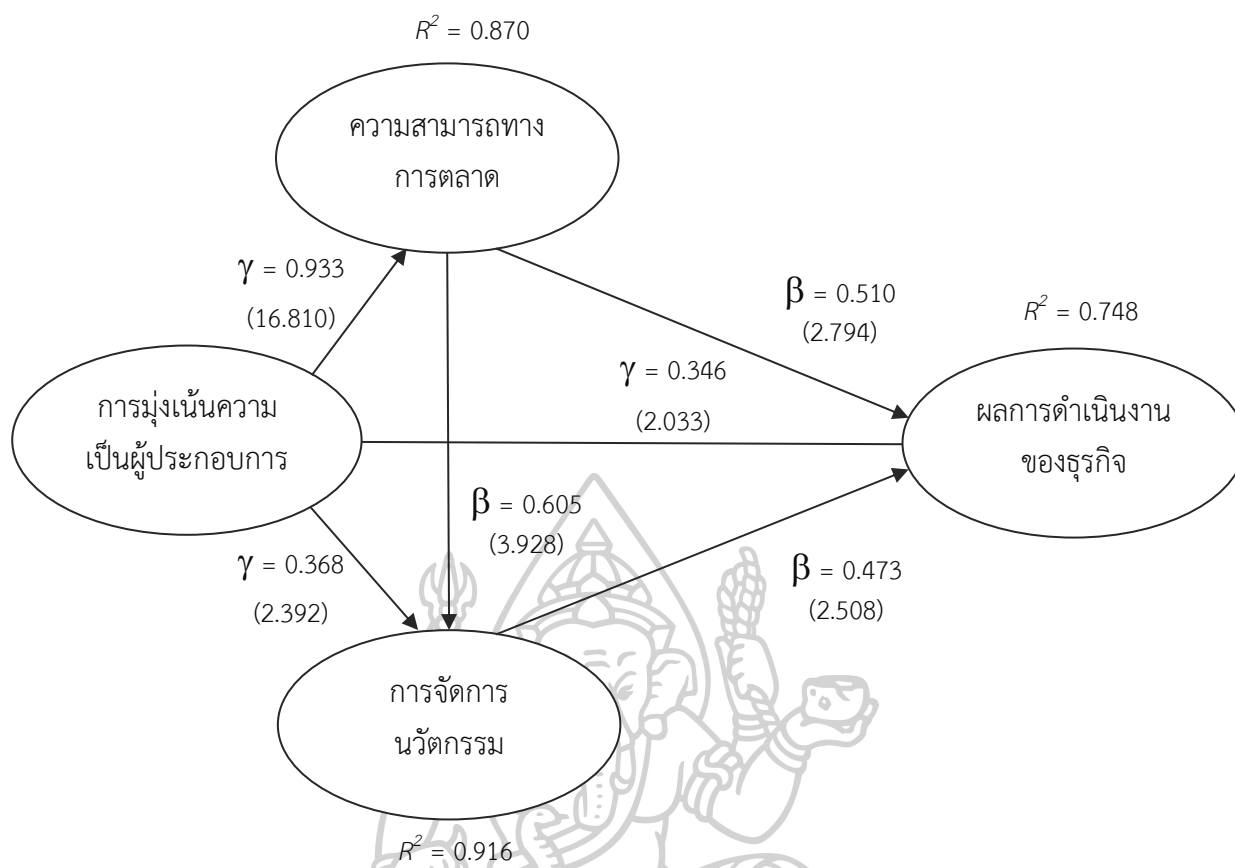 R² = 0.870
ความสามารถทาง
การตลาด
γ = 0.933
(16.810)
β = 0.510
(2.794)
R² = 0.748
γ = 0.346
(2.033)
การมุ่งเน้นความ
เป็นผู้ประกอบการ
ผลการดำเนินงาน
ของธุรกิจ
β = 0.605
(3.928)
γ = 0.368
(2.392)
β = 0.473
(2.508)
การจัดการ
นวัตกรรม
R² = 0.916